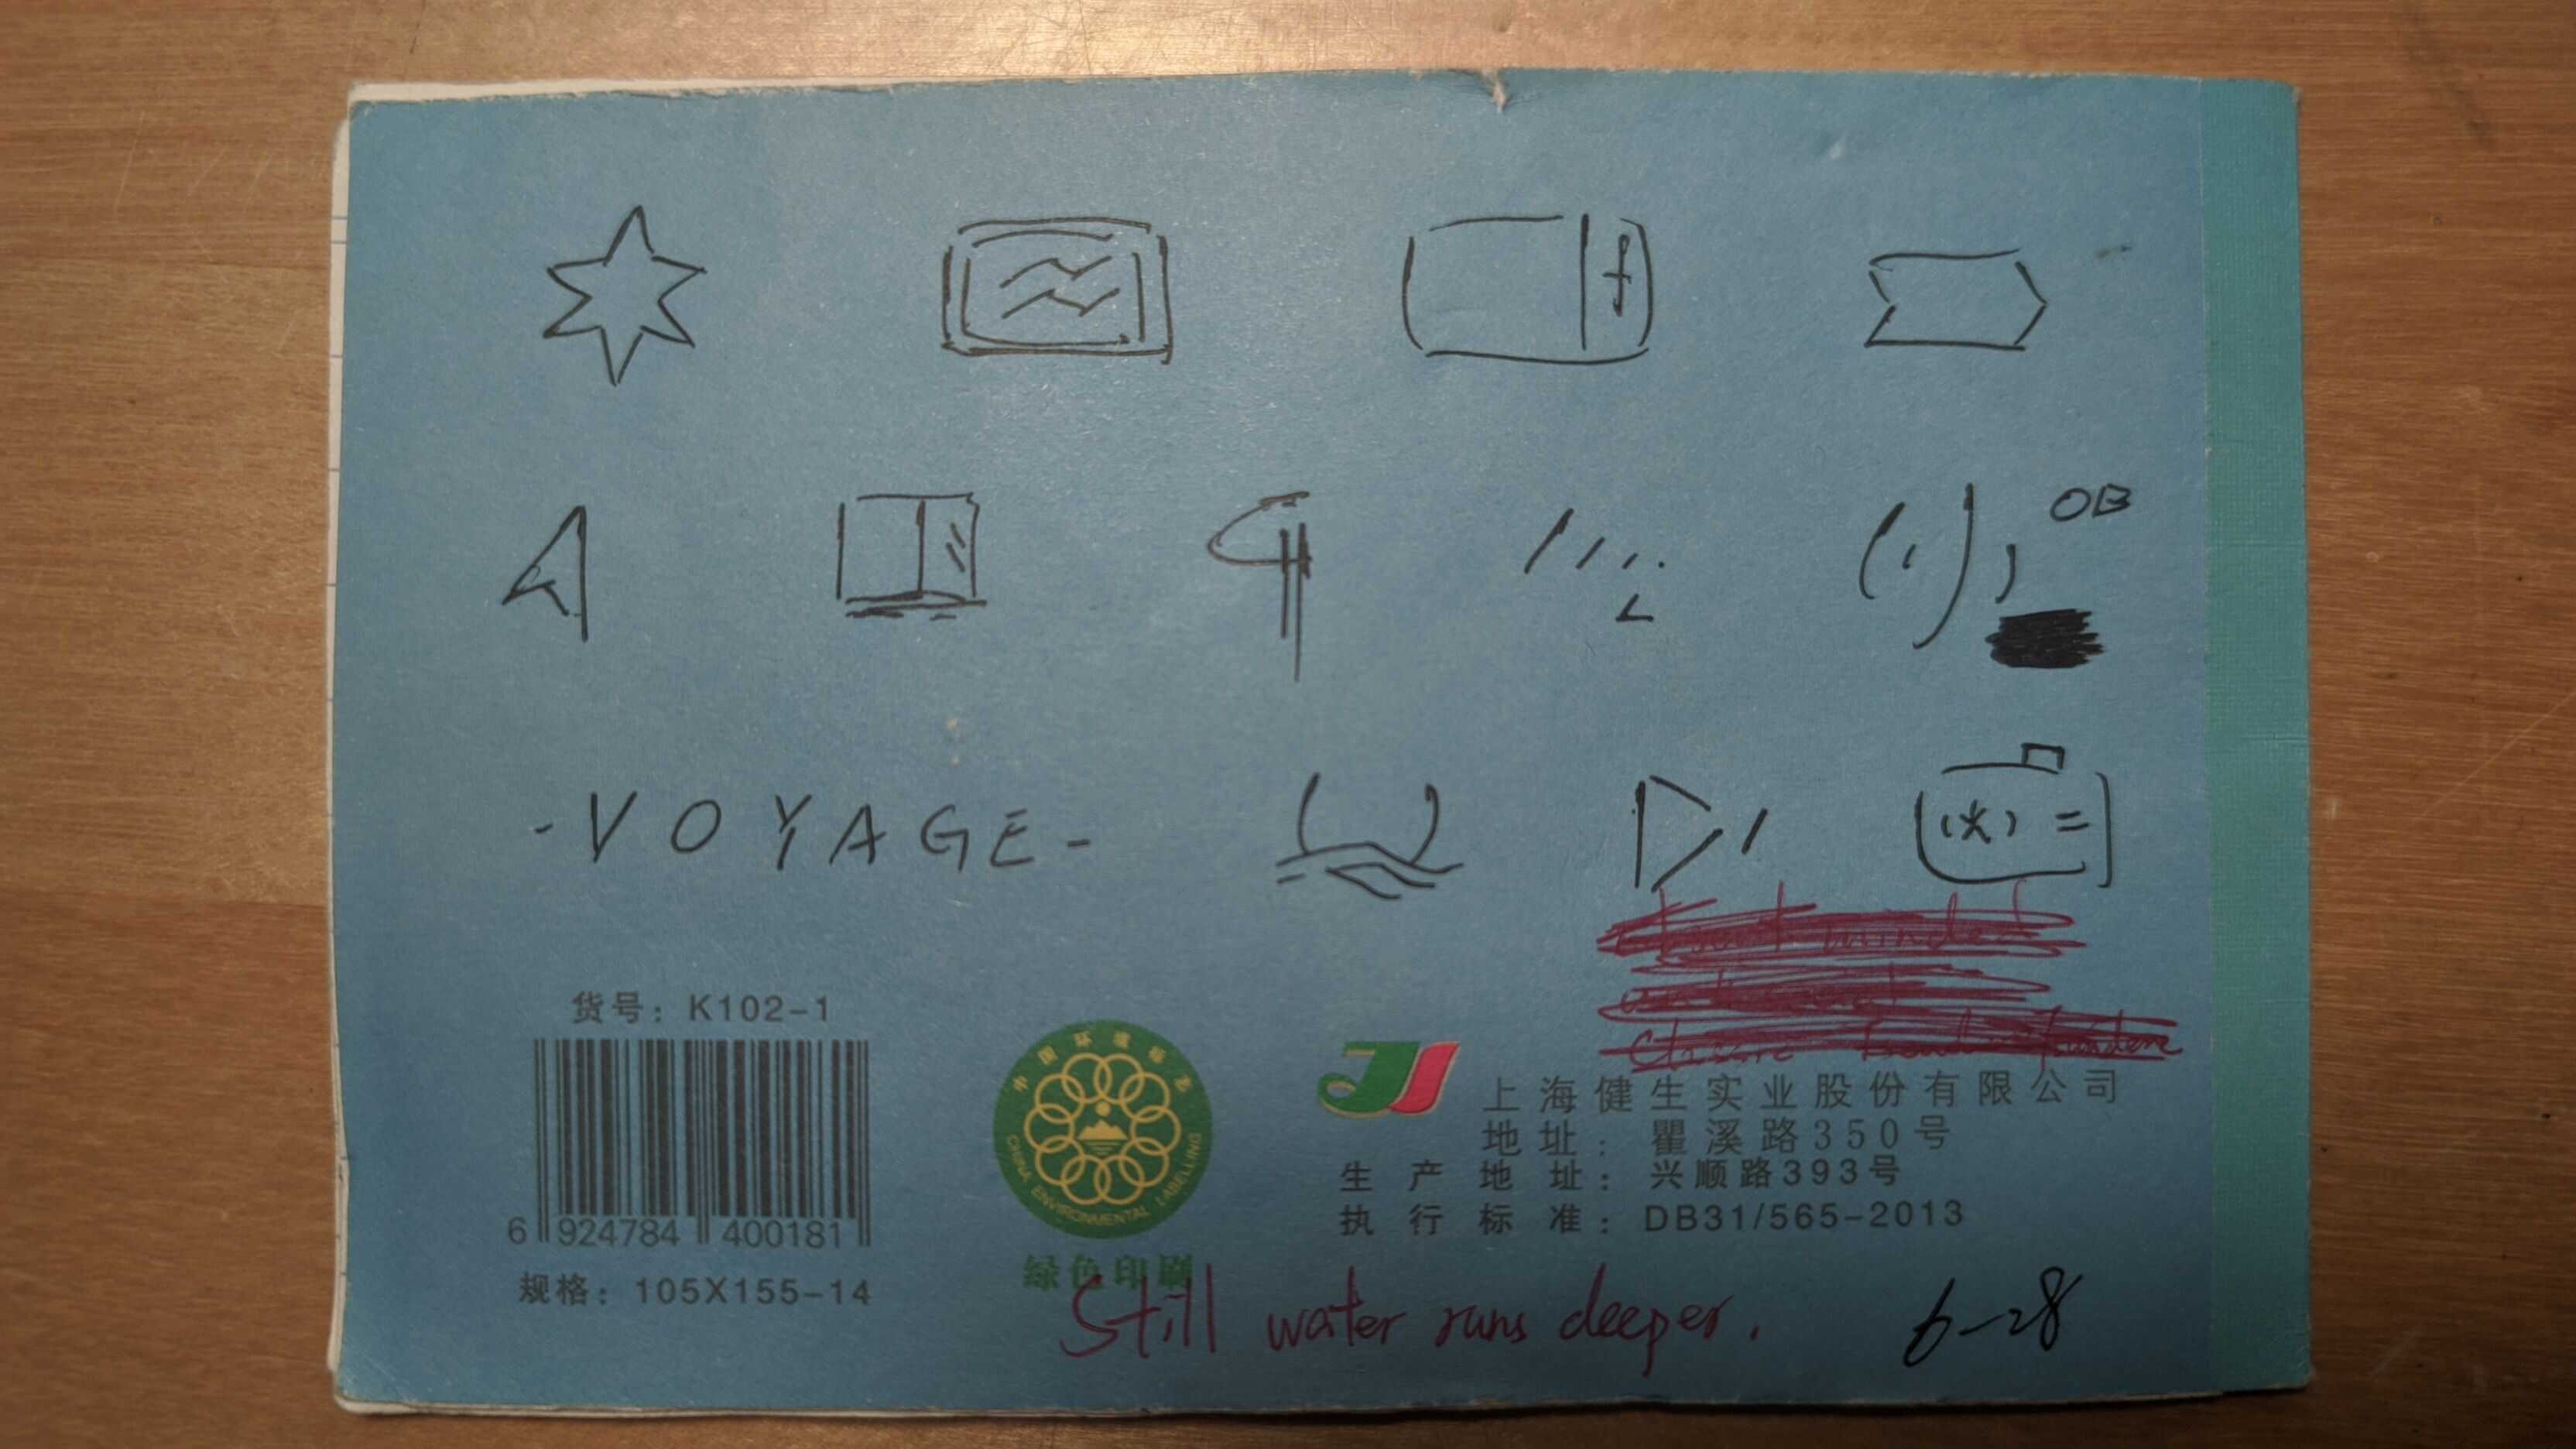 f
OB
- V O Y A G E -
货号：K102-1
6 924784 400181
规格：105X155-14
中国环境标志
CHINA ENVIRONMENTAL LABELLING
绿色印刷
上海健生实业股份有限公司
地址：瞿溪路350号
生产地址：兴顺路393号
执行标准：DB31/565-2013
Still water runs deeper.
6-28